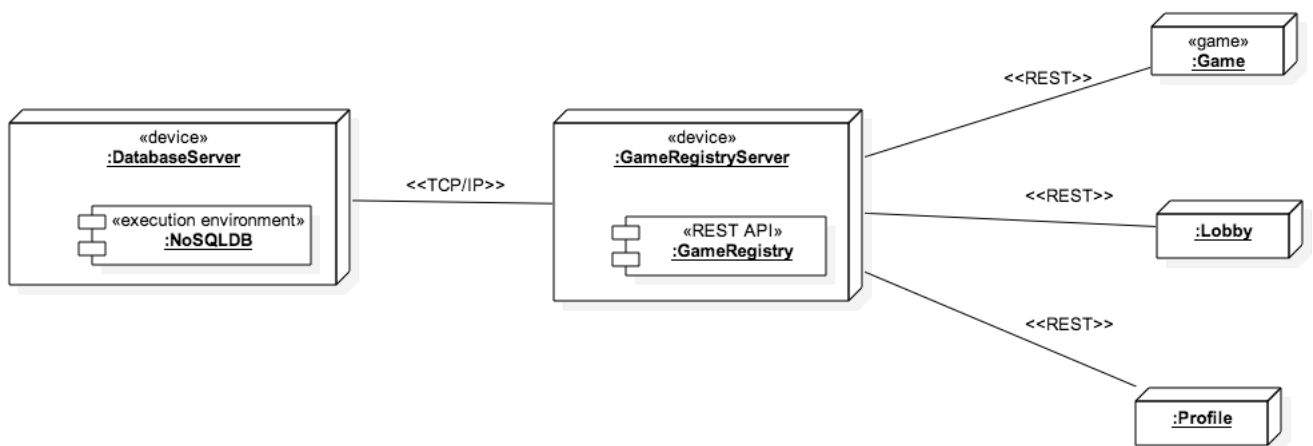 «device»
:DatabaseServer
«execution environment»
:NoSQLDB
<<TCP/IP>>
«device»
:GameRegistryServer
«REST API»
:GameRegistry
<<REST>>
«game»
:Game
<<REST>>
:Lobby
<<REST>>
:Profile